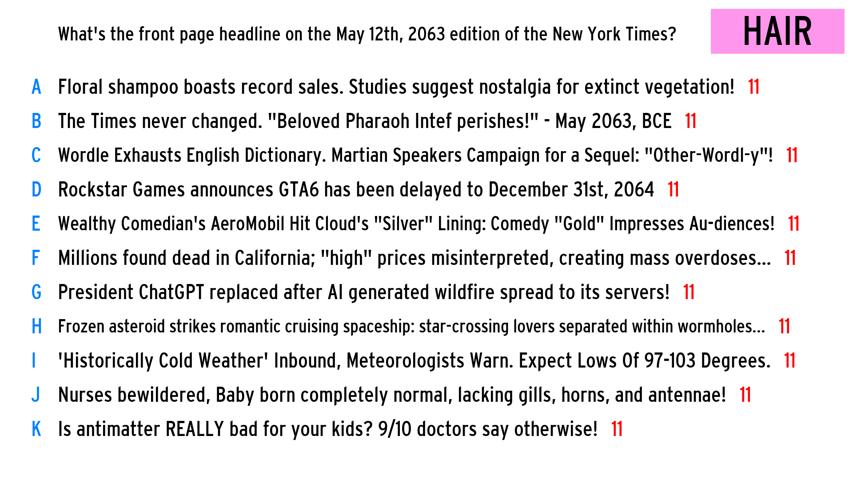 What's the front page headline on the May 12th, 2063 edition of the New York Times?
HAIR
A Floral shampoo boasts record sales. Studies suggest nostalgia for extinct vegetation! 11
B The Times never changed. "Beloved Pharaoh Intef perishes!" - May 2063, BCE 11
C Wordle Exhausts English Dictionary. Martian Speakers Campaign for a Sequel: "Other-Wordl-y"! 11
D Rockstar Games announces GTA6 has been delayed to December 31st, 2064 11
E Wealthy Comedian's AeroMobil Hit Cloud's "Silver" Lining: Comedy "Gold" Impresses Au-diences! 11
F Millions found dead in California; "high" prices misinterpreted, creating mass overdoses... 11
G President ChatGPT replaced after AI generated wildfire spread to its servers! 11
H Frozen asteroid strikes romantic cruising spaceship: star-crossing lovers separated within wormholes... 11
I 'Historically Cold Weather' Inbound, Meteorologists Warn. Expect Lows Of 97-103 Degrees. 11
J Nurses bewildered, Baby born completely normal, lacking gills, horns, and antennae! 11
K Is antimatter REALLY bad for your kids? 9/10 doctors say otherwise! 11